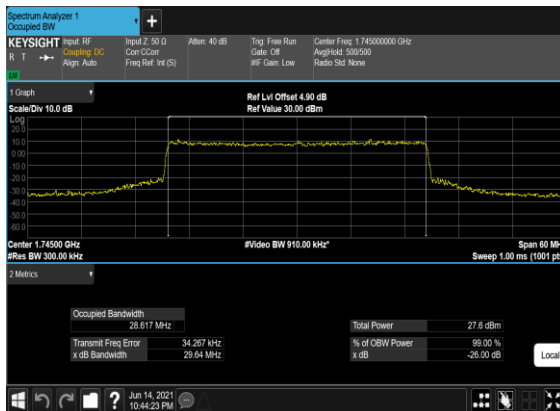 Spectrum Analyzer 1
Occupied BW
KEYSIGHT Input: RF Input Z: 50 Ω Atten: 40 dB Trig: Free Run Center Freq: 1.745000000 GHz
R T Coupling: DC Corr CCorr Gate: Off Avg|Hold: 500/500
Align: Auto Freq Ref: Int (S) #IF Gain: Low Radio Std: None
1 Graph
Ref Lvl Offset 4.90 dB
Scale/Div 10.0 dB Ref Value 30.00 dBm
Log
20.0
10.0
0.00
-10.0
-20.0
-30.0
-40.0
-50.0
-60.0
Center 1.74500 GHz #Video BW 910.00 kHz* Span 60 MH
#Res BW 300.00 kHz Sweep 1.00 ms (1001 pt
2 Metrics
Occupied Bandwidth
28.617 MHz Total Power 27.6 dBm
Transmit Freq Error 34.267 kHz % of OBW Power 99.00 %
x dB Bandwidth 29.64 MHz x dB -26.00 dB
Local
Jun 14, 2021
10:44:23 PM